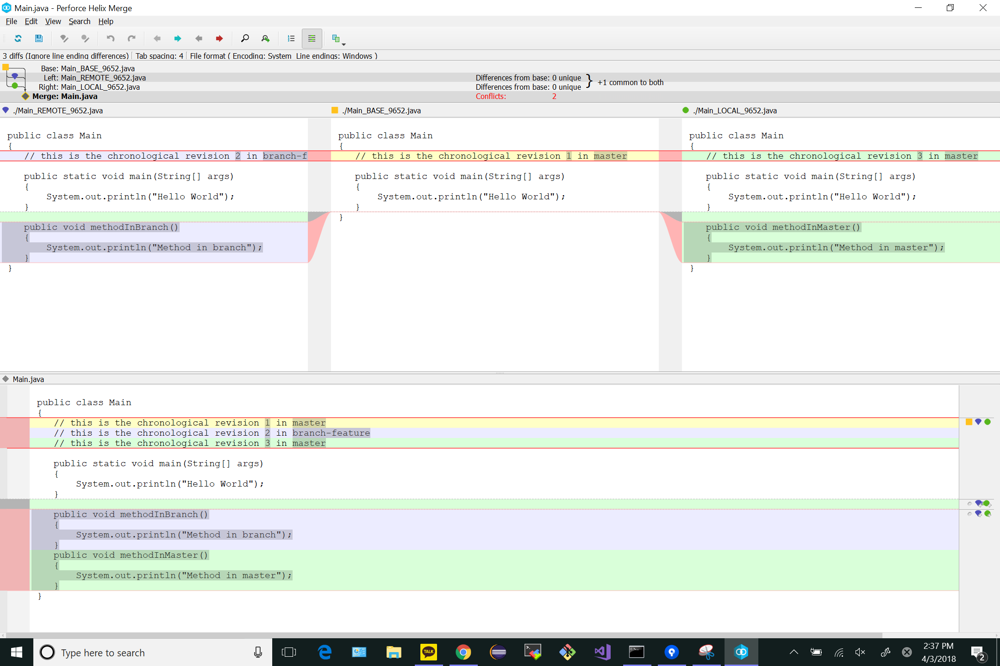 Main.java - Perforce Helix Merge
File Edit View Search Help
3 diffs (Ignore line ending differences) Tab spacing: 4 File format ( Encoding: System Line endings: Windows )
Base: Main_BASE_9652.java
Left: Main_REMOTE_9652.java Differences from base: 0 unique
Right: Main_LOCAL_9652.java Differences from base: 0 unique
} +1 common to both
Merge: Main.java Conflicts: 2
./Main_REMOTE_9652.java
public class Main
{
    // this is the chronological revision 2 in branch-f

    public static void main(String[] args)
    {
        System.out.println("Hello World");
    }

    public void methodInBranch()
    {
        System.out.println("Method in branch");
    }
}
./Main_BASE_9652.java
public class Main
{
    // this is the chronological revision 1 in master

    public static void main(String[] args)
    {
        System.out.println("Hello World");
    }
}
./Main_LOCAL_9652.java
public class Main
{
    // this is the chronological revision 3 in master

    public static void main(String[] args)
    {
        System.out.println("Hello World");
    }

    public void methodInMaster()
    {
        System.out.println("Method in master");
    }
}
Main.java
public class Main
{
    // this is the chronological revision 1 in master
    // this is the chronological revision 2 in branch-feature
    // this is the chronological revision 3 in master

    public static void main(String[] args)
    {
        System.out.println("Hello World");
    }

    public void methodInBranch()
    {
        System.out.println("Method in branch");
    }
    public void methodInMaster()
    {
        System.out.println("Method in master");
    }
}
Type here to search
TALK
2:37 PM
4/3/2018
2